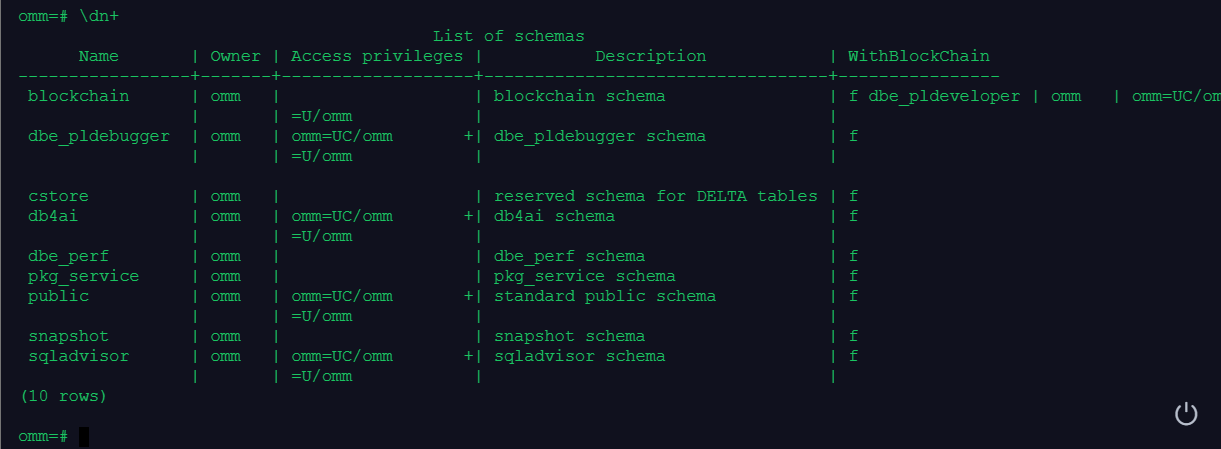 omm=# \dn+
                                         List of schemas
      Name       | Owner | Access privileges |           Description            | WithBlockChain
-----------------+-------+-------------------+----------------------------------+----------------
 blockchain      | omm   |                   | blockchain schema                | f dbe_pldeveloper | omm   | omm=UC/om
                 |       | =U/omm            |                                  |
 dbe_pldebugger  | omm   | omm=UC/omm       +| dbe_pldebugger schema            | f
                 |       | =U/omm            |                                  |
 cstore          | omm   |                   | reserved schema for DELTA tables | f
 db4ai           | omm   | omm=UC/omm       +| db4ai schema                     | f
                 |       | =U/omm            |                                  |
 dbe_perf        | omm   |                   | dbe_perf schema                  | f
 pkg_service     | omm   |                   | pkg_service schema               | f
 public          | omm   | omm=UC/omm       +| standard public schema           | f
                 |       | =U/omm            |                                  |
 snapshot        | omm   |                   | snapshot schema                  | f
 sqladvisor      | omm   | omm=UC/omm       +| sqladvisor schema                | f
                 |       | =U/omm            |                                  |
(10 rows)
omm=#